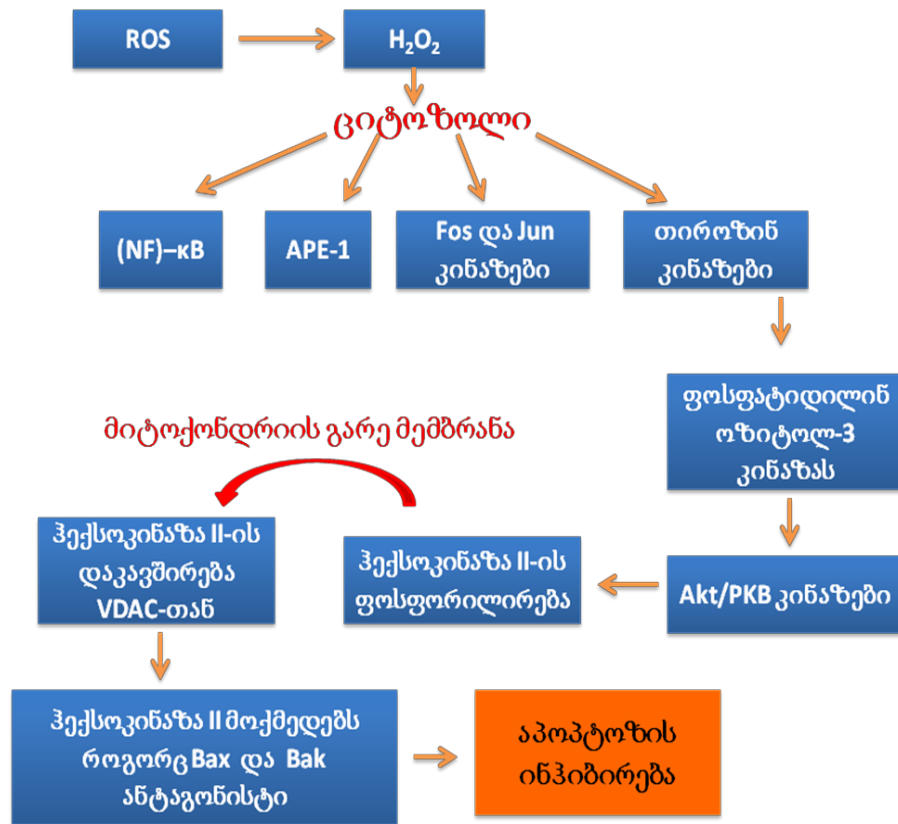 ROS
H₂O₂
ციტოზოლი
(NF)–κB
APE-1
Fos და Jun
კინაზები
თიროზინ
კინაზები
ფოსფატიდილინ
ოზიტოლ-3
კინაზას
მიტოქონდრიის გარე მემბრანა
ჰექსოკინაზა II-ის
დაკავშირება
VDAC-თან
ჰექსოკინაზა II-ის
ფოსფორილირება
Akt/PKB კინაზები
ჰექსოკინაზა II მოქმედებს
როგორც Bax და Bak
ანტაგონისტი
აპოპტოზის
ინჰიბირება